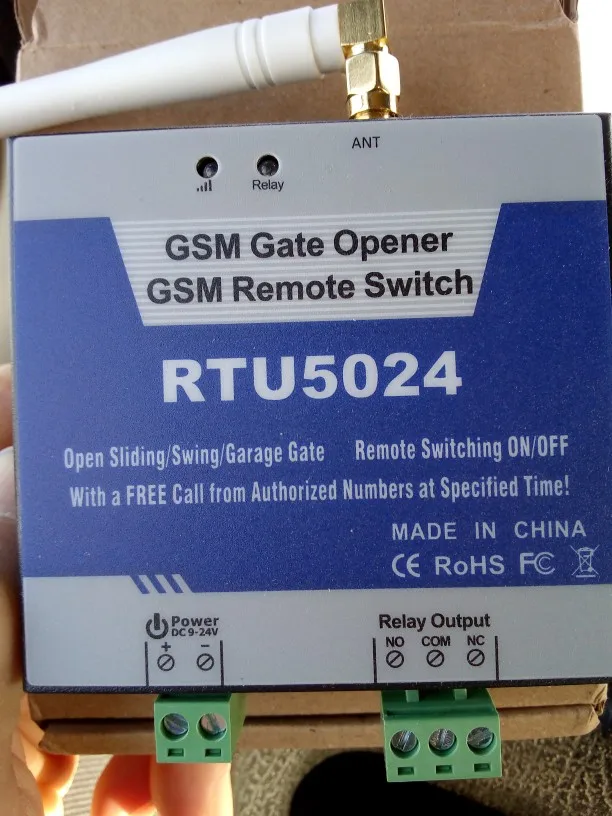 ANT
Relay
GSM Gate Opener
GSM Remote Switch
RTU5024
Open Sliding/Swing/Garage Gate Remote Switching ON/OFF
With a FREE Call from Authorized Numbers at Specified Time!
MADE IN CHINA
CE RoHS FC
Power
DC 9-24V
+ −
Relay Output
NO COM NC